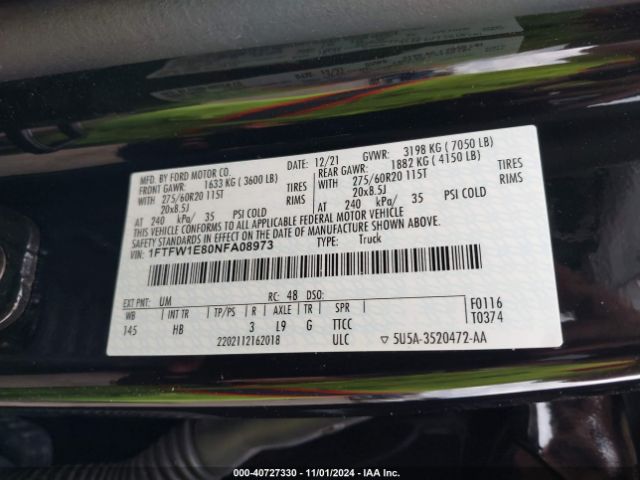 MFD. BY FORD MOTOR CO. DATE: 12/21 GVWR: 3198 KG ( 7050 LB)
FRONT GAWR: 1633 KG ( 3600 LB) REAR GAWR: 1882 KG ( 4150 LB)
WITH 275/60R20 115T TIRES WITH 275/60R20 115T TIRES
20x8.5J RIMS 20x8.5J RIMS
AT 240 kPa/ 35 PSI COLD AT 240 kPa/ 35 PSI COLD
THIS VEHICLE CONFORMS TO ALL APPLICABLE FEDERAL MOTOR VEHICLE
SAFETY STANDARDS IN EFFECT ON THE DATE OF MANUFACTURE SHOWN ABOVE.
VIN: 1FTFW1E80NFA08973 TYPE: Truck
EXT PNT: UM RC: 48 DSO: F0116
WB INT TR TP/PS R AXLE TR SPR T0374
145 HB 3 L9 G TTCC
2202112162018 ULC ▽ 5U5A-3520472-AA
000-40727330 - 11/01/2024 - IAA Inc.